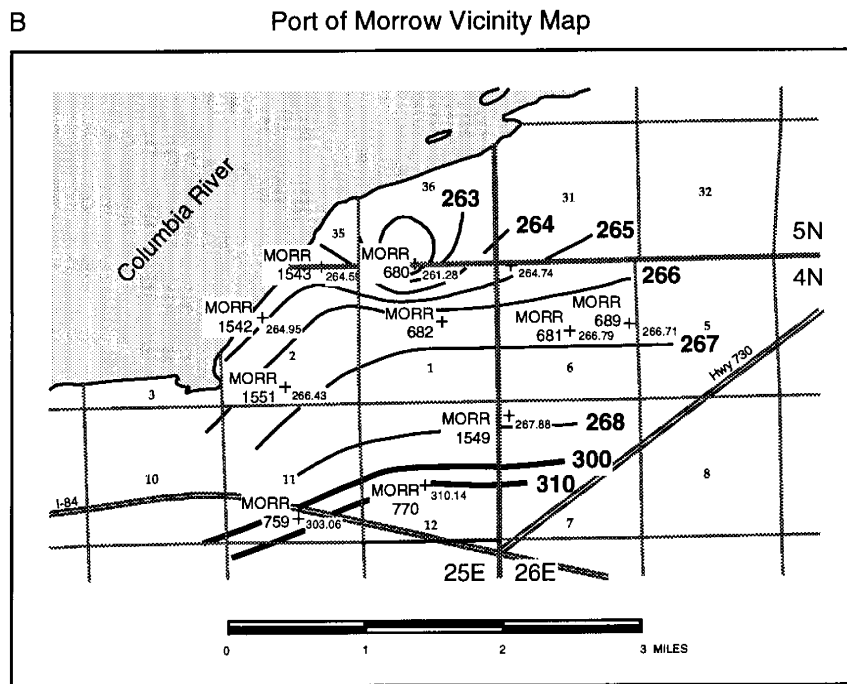 B
Port of Morrow Vicinity Map
Columbia River
36
263
31
32
264
265
35
5N
MORR
1543
264.59
MORR
680
261.28
264.74
4N
266
MORR
1542
264.95
MORR
682
MORR
681
266.79
MORR
689
266.71
5
2
267
Hwy 730
1
6
3
MORR
1551
266.43
MORR
1549
267.88
268
300
10
11
MORR
770
310.14
310
8
I-84
MORR
759
303.06
12
7
25E
26E
0
1
2
3 MILES